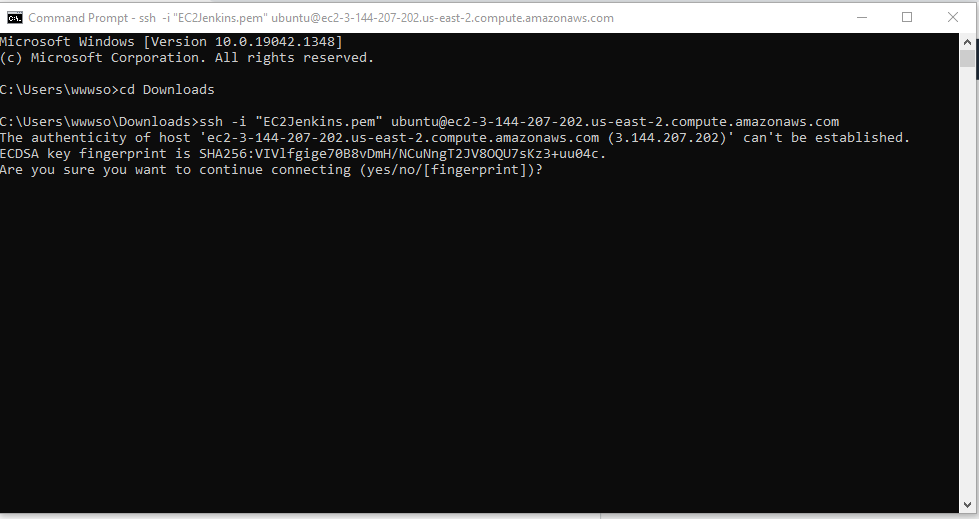 Command Prompt - ssh -i "EC2Jenkins.pem" ubuntu@ec2-3-144-207-202.us-east-2.compute.amazonaws.com
Microsoft Windows [Version 10.0.19042.1348]
(c) Microsoft Corporation. All rights reserved.
C:\Users\wwwso>cd Downloads
C:\Users\wwwso\Downloads>ssh -i "EC2Jenkins.pem" ubuntu@ec2-3-144-207-202.us-east-2.compute.amazonaws.com
The authenticity of host 'ec2-3-144-207-202.us-east-2.compute.amazonaws.com (3.144.207.202)' can't be established.
ECDSA key fingerprint is SHA256:VIVlfgige70B8vDmH/NCuNngT2JV8OQU7sKz3+uu04c.
Are you sure you want to continue connecting (yes/no/[fingerprint])?